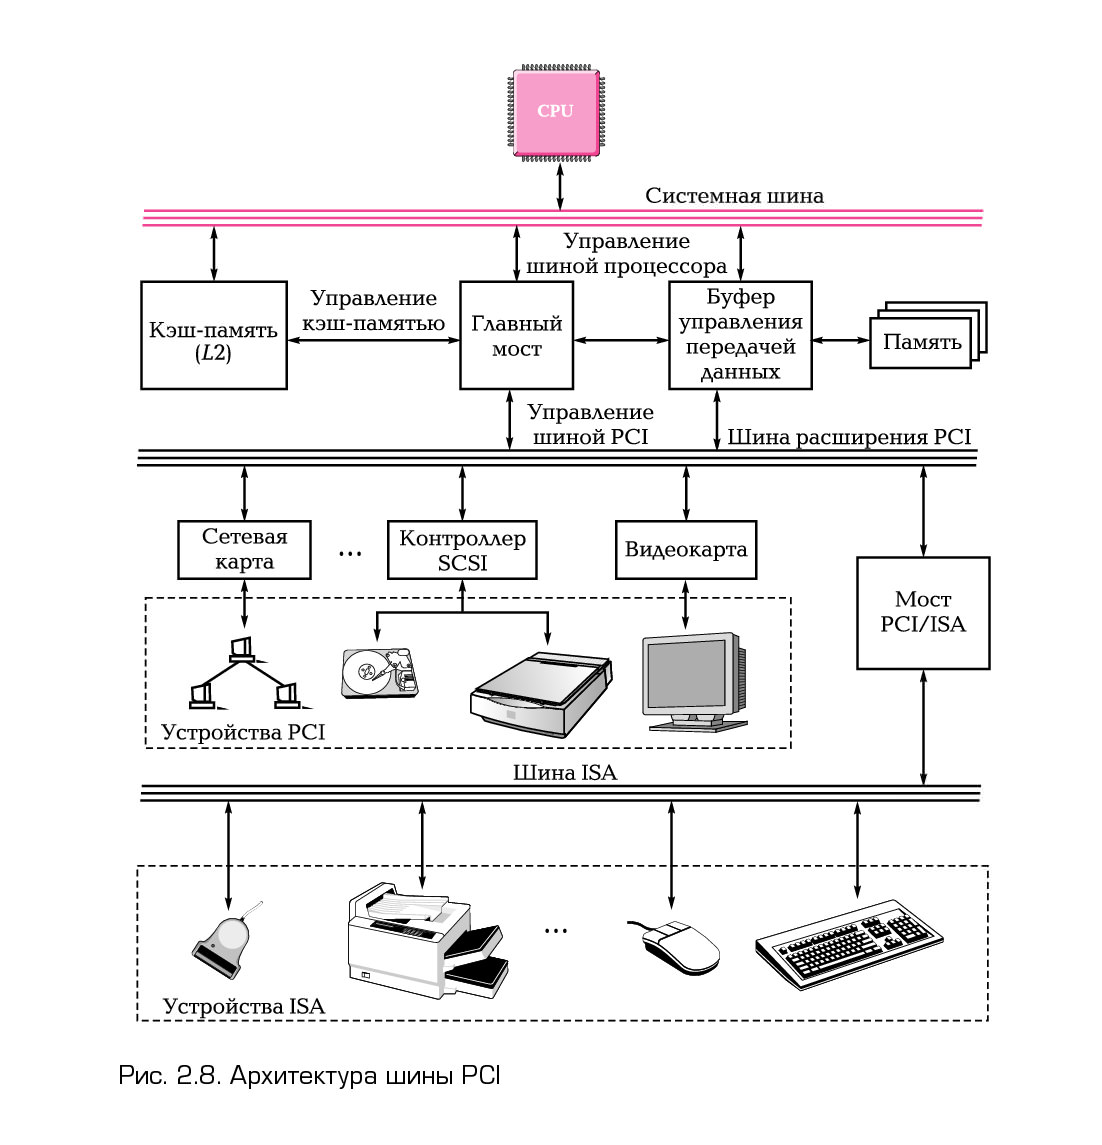 CPU
Системная шина
Управление
шиной процессора
Кэш-память
(L2)
Управление
кэш-памятью
Главный
мост
Буфер
управления
передачей
данных
Память
Управление
шиной PCI
Шина расширения PCI
Сетевая
карта
...
Контроллер
SCSI
Видеокарта
Мост
PCI/ISA
Устройства PCI
Шина ISA
...
Устройства ISA
Рис. 2.8. Архитектура шины PCI